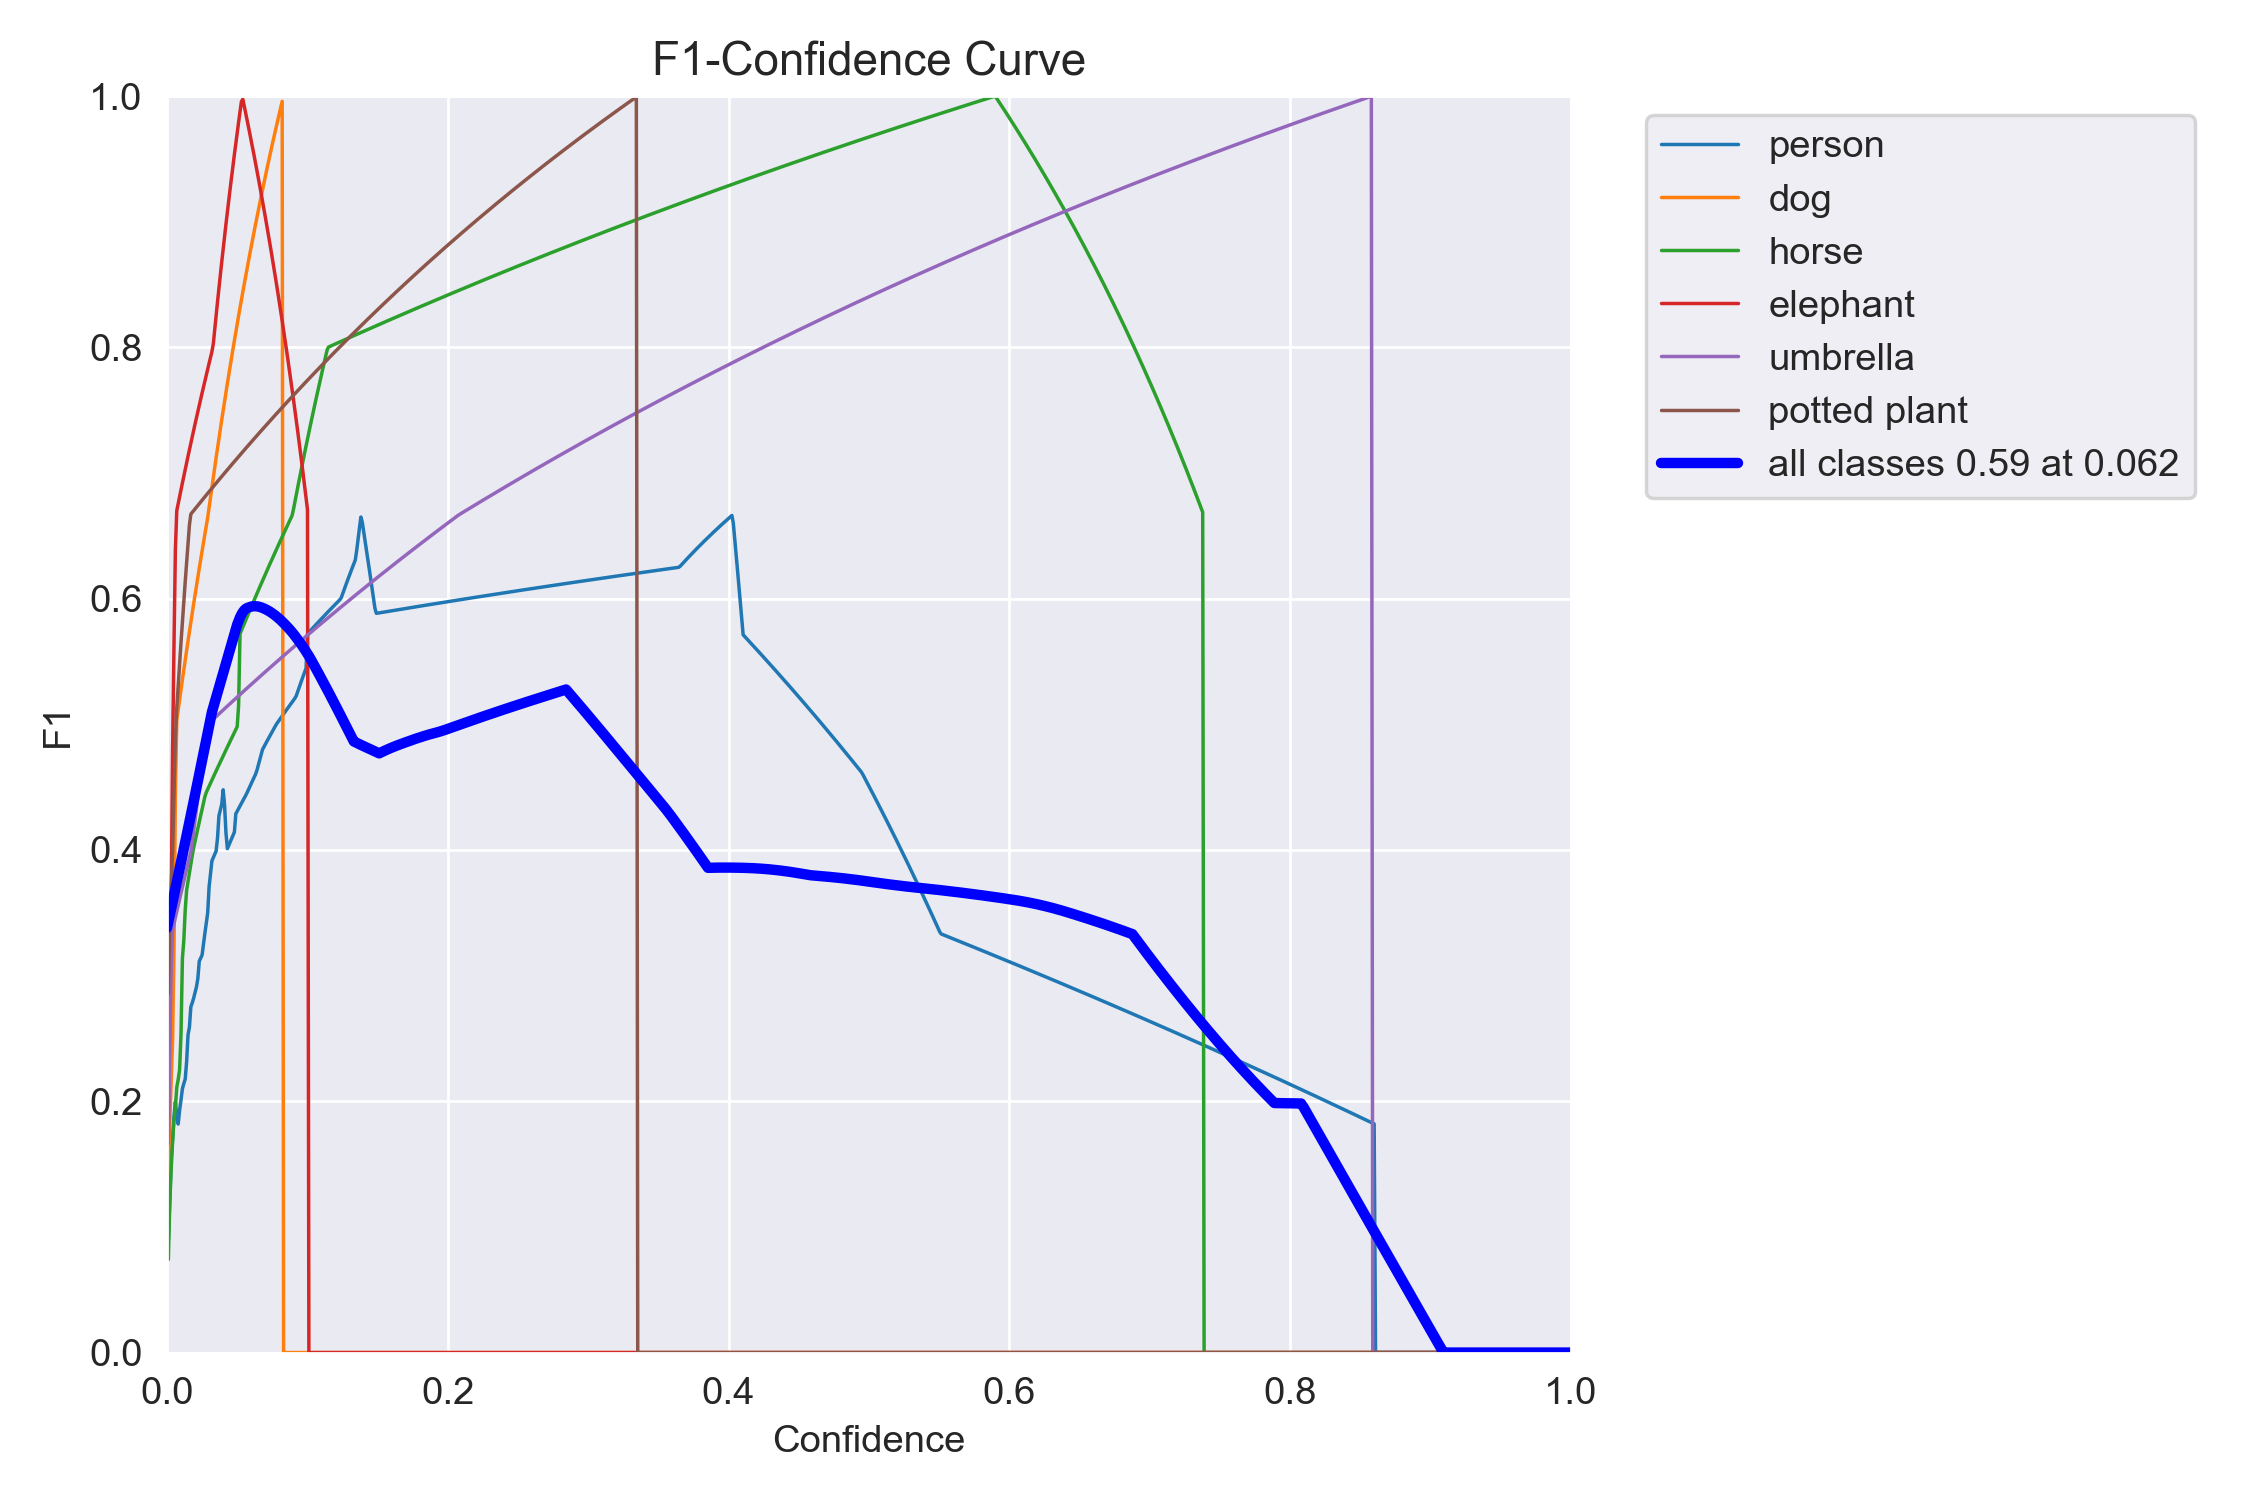 F1-Confidence Curve
1.0
0.8
0.6
0.4
0.2
0.0
F1
0.0 0.2 0.4 0.6 0.8 1.0
Confidence
person
dog
horse
elephant
umbrella
potted plant
all classes 0.59 at 0.062